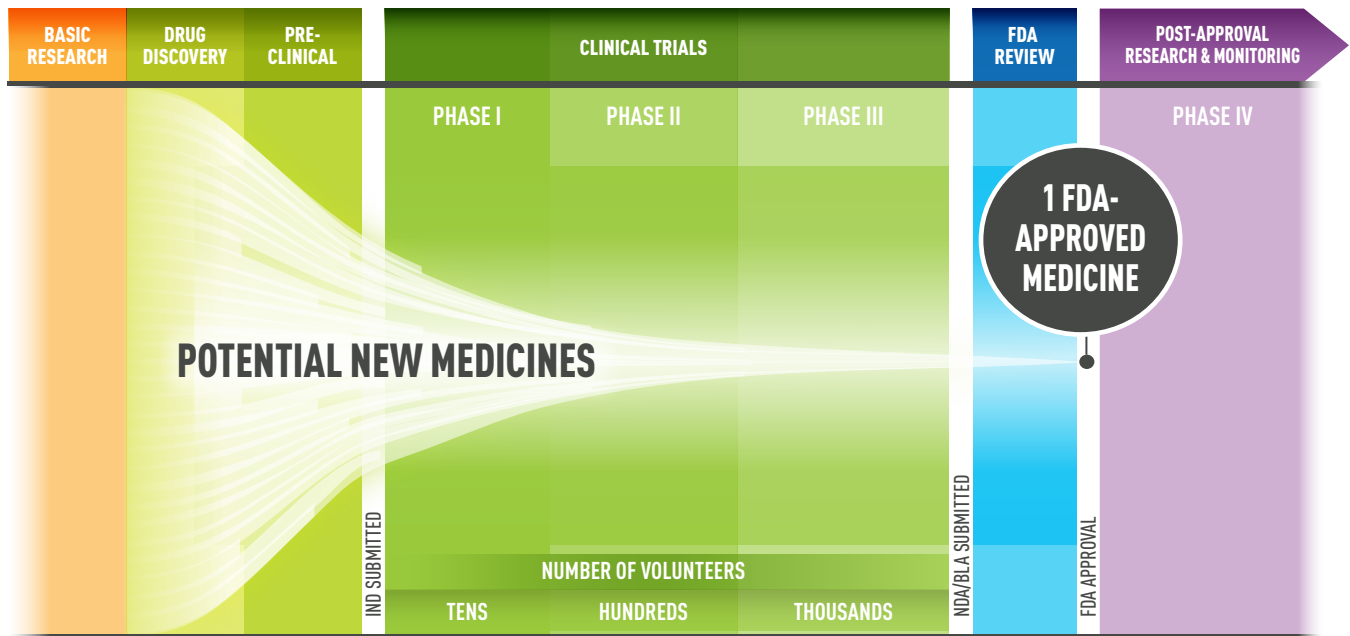 BASIC
RESEARCH
DRUG
DISCOVERY
PRE-
CLINICAL
CLINICAL TRIALS
FDA
REVIEW
POST-APPROVAL
RESEARCH & MONITORING
PHASE I
PHASE II
PHASE III
PHASE IV
1 FDA-
APPROVED
MEDICINE
POTENTIAL NEW MEDICINES
IND SUBMITTED
NDA/BLA SUBMITTED
FDA APPROVAL
NUMBER OF VOLUNTEERS
TENS
HUNDREDS
THOUSANDS